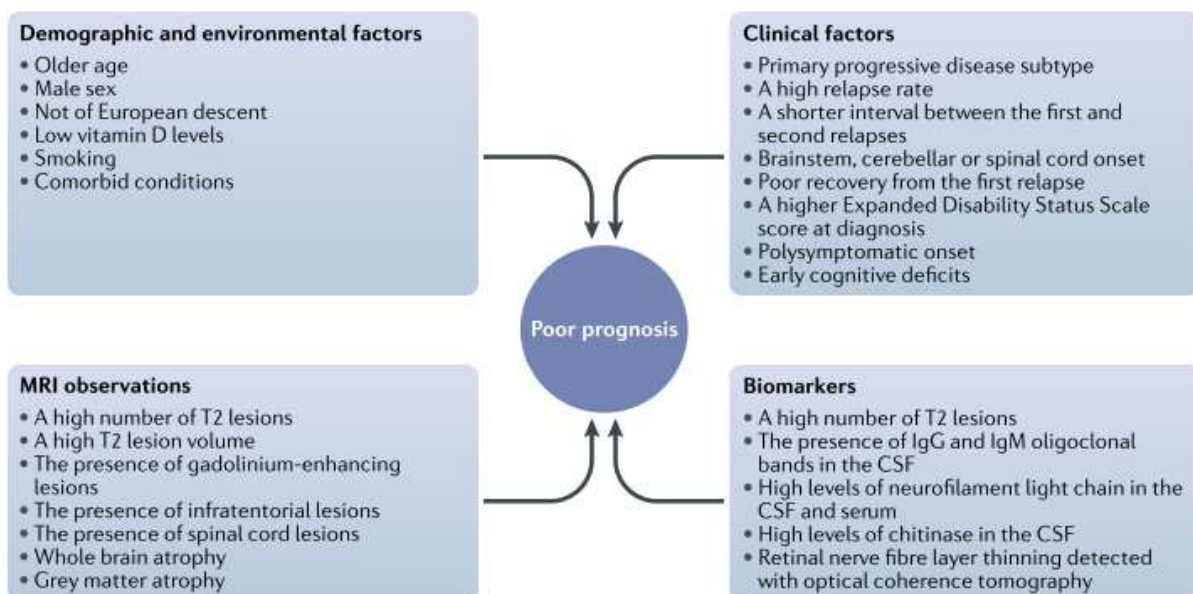 Demographic and environmental factors
• Older age
• Male sex
• Not of European descent
• Low vitamin D levels
• Smoking
• Comorbid conditions
Clinical factors
• Primary progressive disease subtype
• A high relapse rate
• A shorter interval between the first and
second relapses
• Brainstem, cerebellar or spinal cord onset
• Poor recovery from the first relapse
• A higher Expanded Disability Status Scale
score at diagnosis
• Polysymptomatic onset
• Early cognitive deficits
Poor prognosis
MRI observations
• A high number of T2 lesions
• A high T2 lesion volume
• The presence of gadolinium-enhancing
lesions
• The presence of infratentorial lesions
• The presence of spinal cord lesions
• Whole brain atrophy
• Grey matter atrophy
Biomarkers
• A high number of T2 lesions
• The presence of IgG and IgM oligoclonal
bands in the CSF
• High levels of neurofilament light chain in the
CSF and serum
• High levels of chitinase in the CSF
• Retinal nerve fibre layer thinning detected
with optical coherence tomography